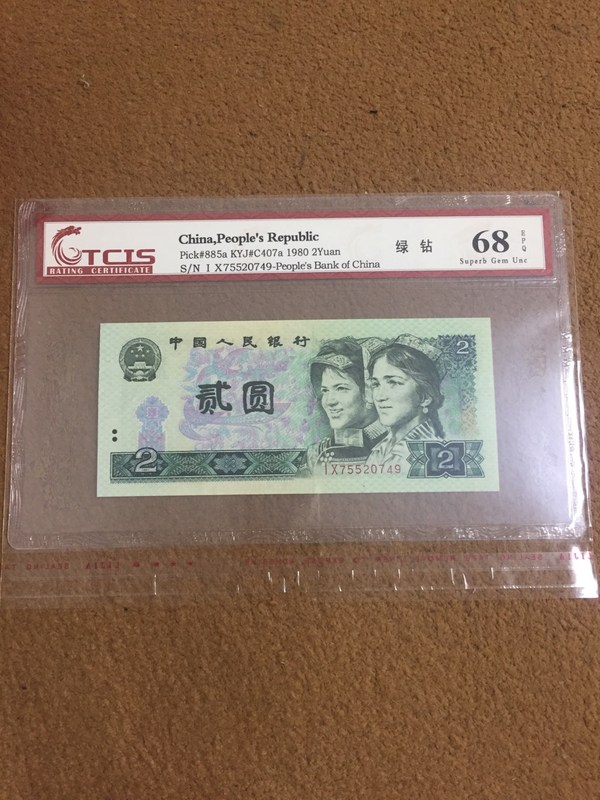 TCIS
RATING CERTIFICATE
China,People's Republic
Pick#885a KYJ#C407a 1980 2Yuan
S/N I X75520749-People's Bank of China
绿 钻
68 EPQ
Superb Gem Unc
中国人民银行
2
贰圆
2
IX75520749
2